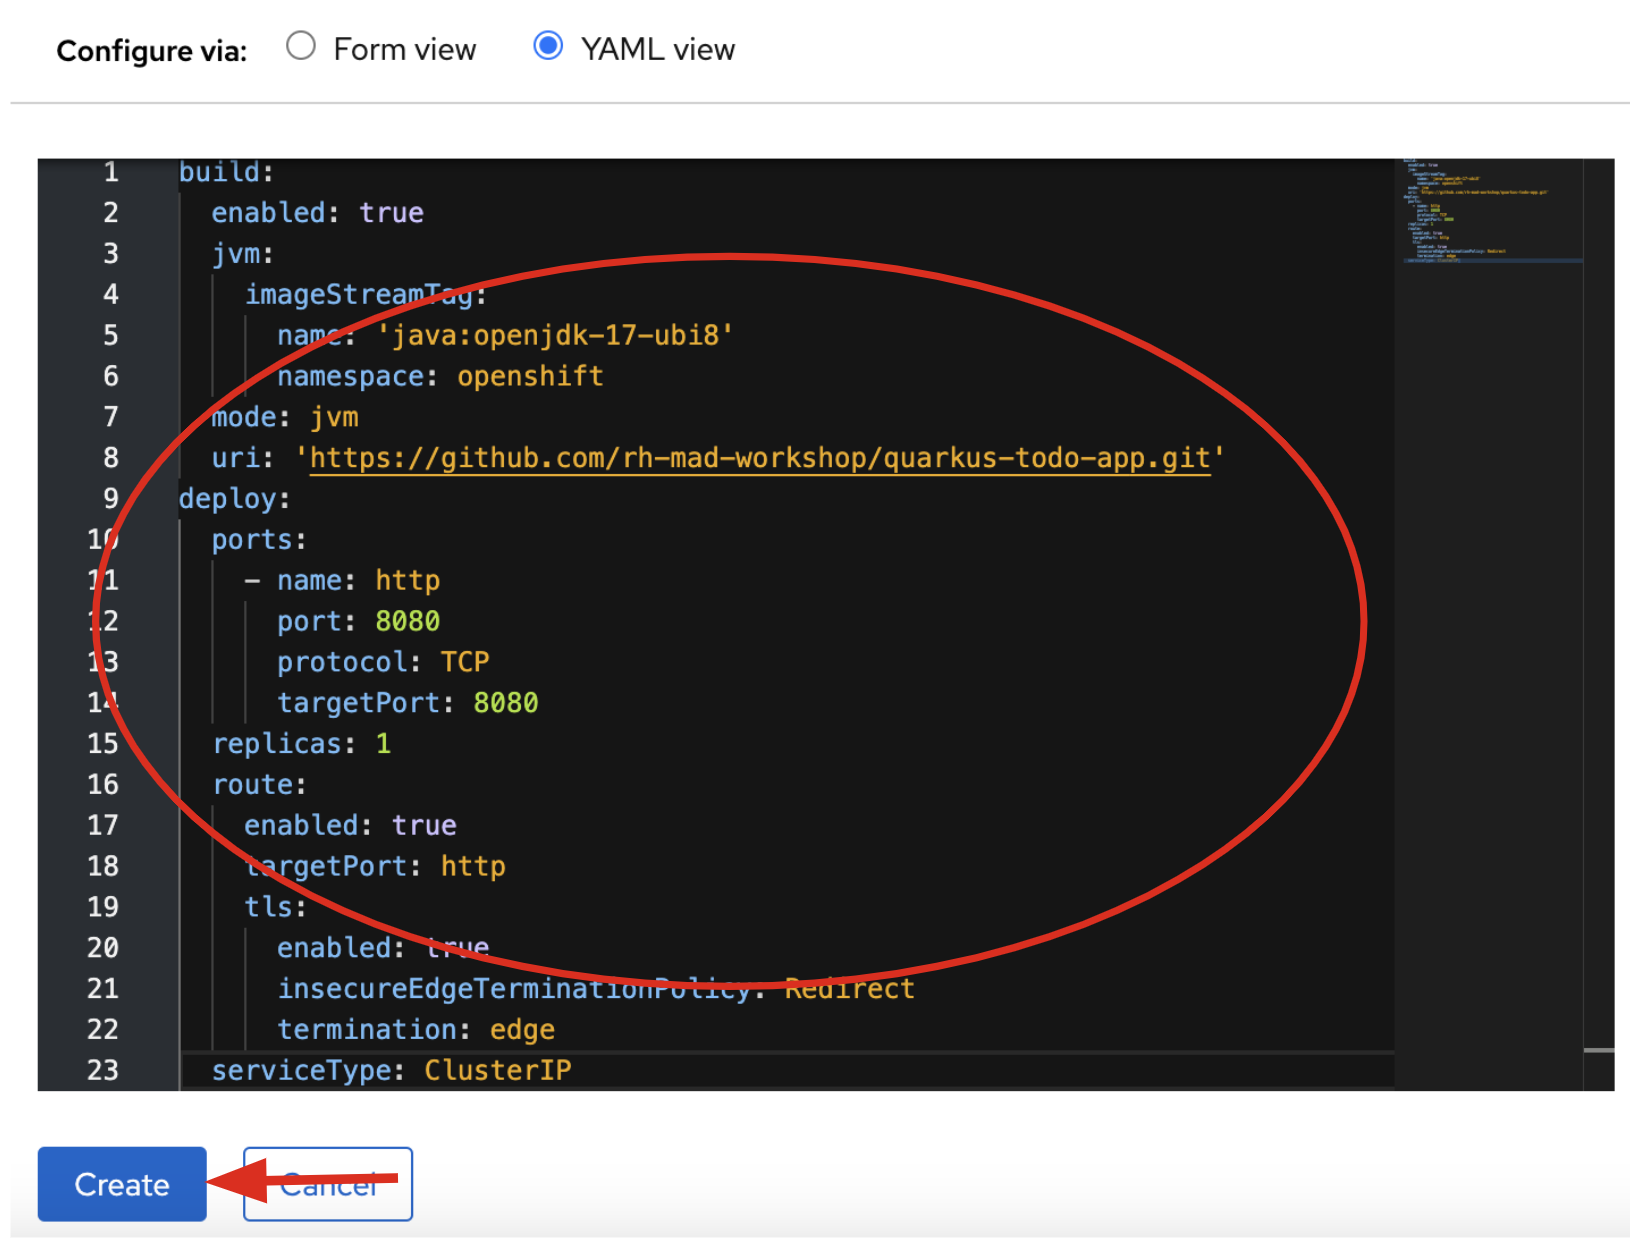 Configure via: Form view YAML view
1 build:
2 enabled: true
3 jvm:
4 imageStreamTag:
5 name: 'java:openjdk-17-ubi8'
6 namespace: openshift
7 mode: jvm
8 uri: 'https://github.com/rh-mad-workshop/quarkus-todo-app.git'
9 deploy:
10 ports:
11 - name: http
12 port: 8080
13 protocol: TCP
14 targetPort: 8080
15 replicas: 1
16 route:
17 enabled: true
18 targetPort: http
19 tls:
20 enabled: true
21 insecureEdgeTerminationPolicy: Redirect
22 termination: edge
23 serviceType: ClusterIP
Create Cancel